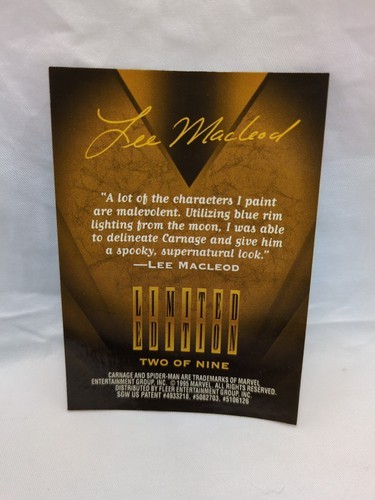 Lee Macleod
"A lot of the characters I paint
are malevolent. Utilizing blue rim
lighting from the moon, I was able
to delineate Carnage and give him
a spooky, supernatural look."
—LEE MACLEOD
LIMITED
EDITION
TWO OF NINE
CARNAGE AND SPIDER-MAN ARE TRADEMARKS OF MARVEL
ENTERTAINMENT GROUP, INC. © 1995 MARVEL. ALL RIGHTS RESERVED.
DISTRIBUTED BY FLEER ENTERTAINMENT GROUP, INC.
SGW US PATENT #4933218. #5082703, #5106126